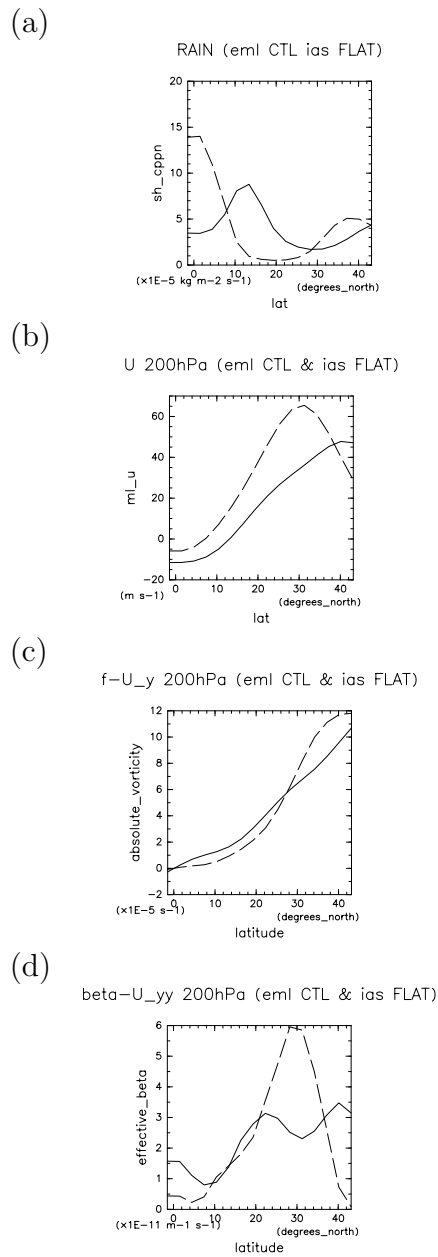 (a)
RAIN (eml CTL ias FLAT)
20
15
10
5
0
sh_cppn
0 10 20 30 40
(×1E-5 kg m-2 s-1)
(degrees_north)
lat
(b)
U 200hPa (eml CTL & ias FLAT)
60
40
20
0
-20
ml_u
0 10 20 30 40
(m s-1)
(degrees_north)
lat
(c)
f-U_y 200hPa (eml CTL & ias FLAT)
12
10
8
6
4
2
0
-2
absolute_vorticity
0 10 20 30 40
(×1E-5 s-1)
(degrees_north)
latitude
(d)
beta-U_yy 200hPa (eml CTL & ias FLAT)
6
5
4
3
2
1
0
effective_beta
0 10 20 30 40
(×1E-11 m-1 s-1)
(degrees_north)
latitude